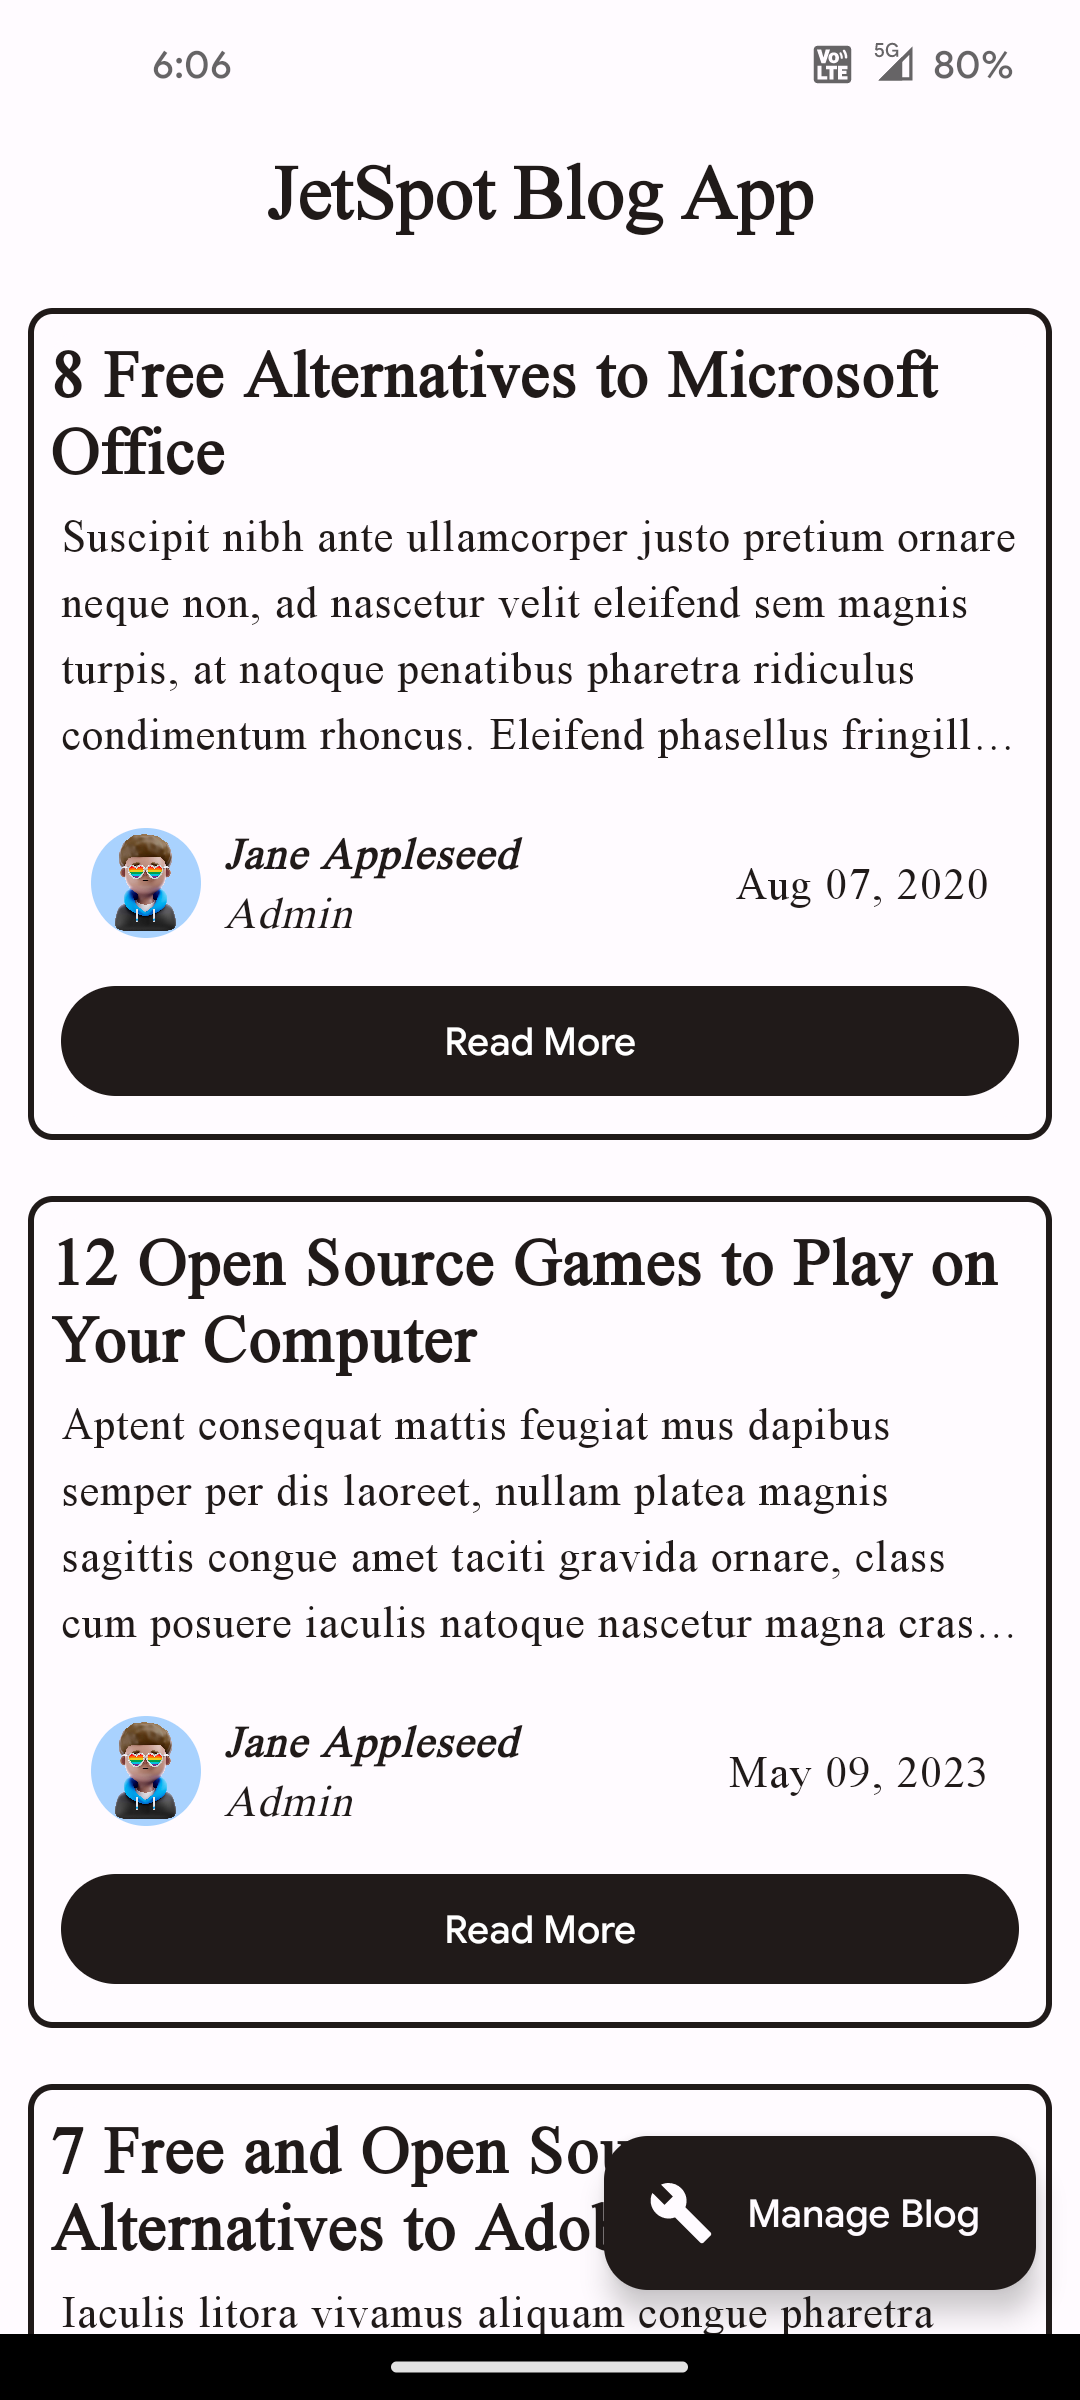 6:06
VoLTE 5G 80%
JetSpot Blog App
8 Free Alternatives to Microsoft
Office
Suscipit nibh ante ullamcorper justo pretium ornare
neque non, ad nascetur velit eleifend sem magnis
turpis, at natoque penatibus pharetra ridiculus
condimentum rhoncus. Eleifend phasellus fringill…
Jane Appleseed
Admin
Aug 07, 2020
Read More
12 Open Source Games to Play on
Your Computer
Aptent consequat mattis feugiat mus dapibus
semper per dis laoreet, nullam platea magnis
sagittis congue amet taciti gravida ornare, class
cum posuere iaculis natoque nascetur magna cras…
Jane Appleseed
Admin
May 09, 2023
Read More
7 Free and Open
Alternatives to
Manage Blog
Iaculis litora vivamus aliquam congue pharetra